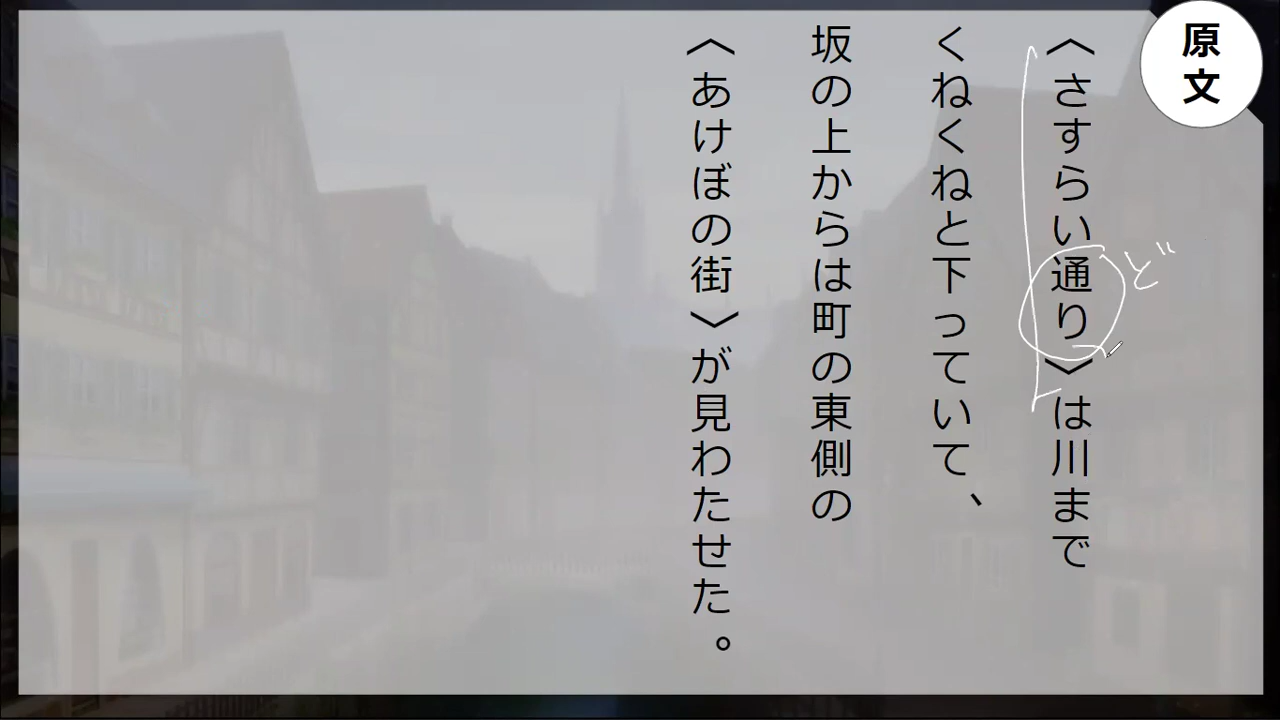 原文
〈さすらい通り〉は川まで
くねくねと下っていて、
坂の上からは町の東側の
〈あけぼの街〉が見わたせた。
ど